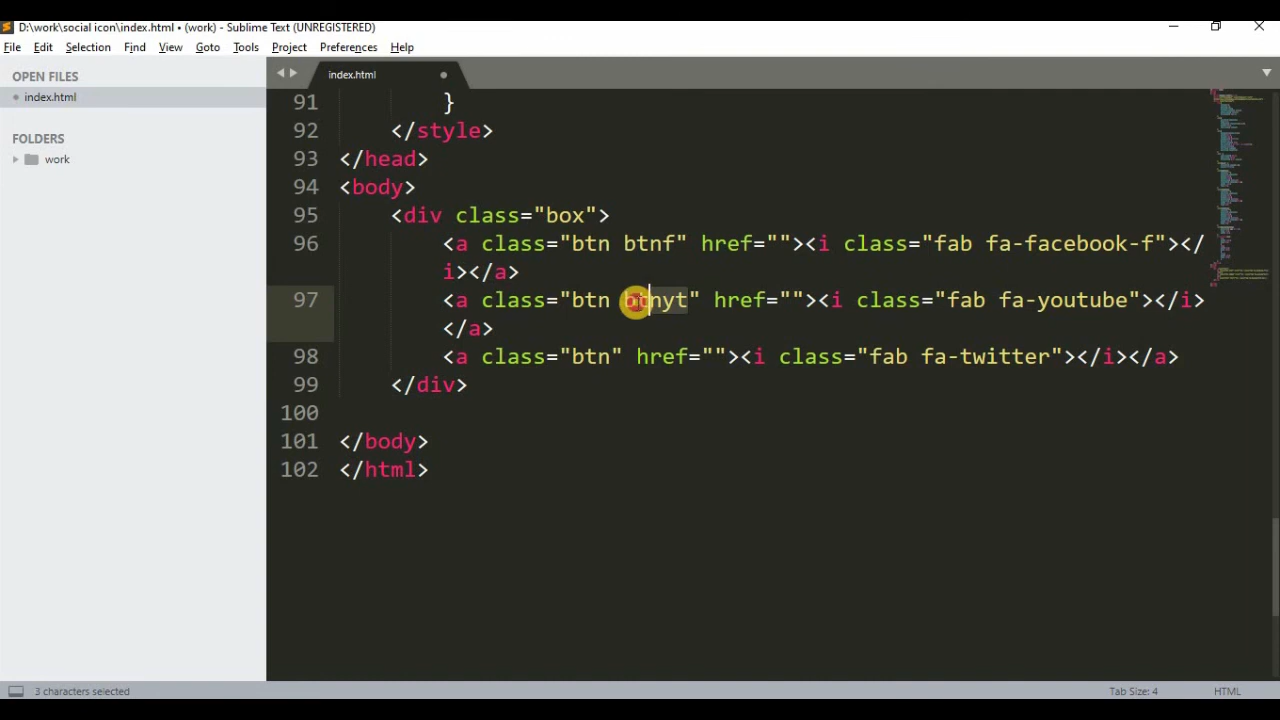 D:\work\social icon\index.html • (work) - Sublime Text (UNREGISTERED)
File Edit Selection Find View Goto Tools Project Preferences Help
OPEN FILES
index.html
FOLDERS
work
index.html
91 }
92 </style>
93 </head>
94 <body>
95 <div class="box">
96 <a class="btn btnf" href=""><i class="fab fa-facebook-f"></
i></a>
97 <a class="btn btnyt" href=""><i class="fab fa-youtube"></i>
</a>
98 <a class="btn" href=""><i class="fab fa-twitter"></i></a>
99 </div>
100
101 </body>
102 </html>
3 characters selected
Tab Size: 4
HTML